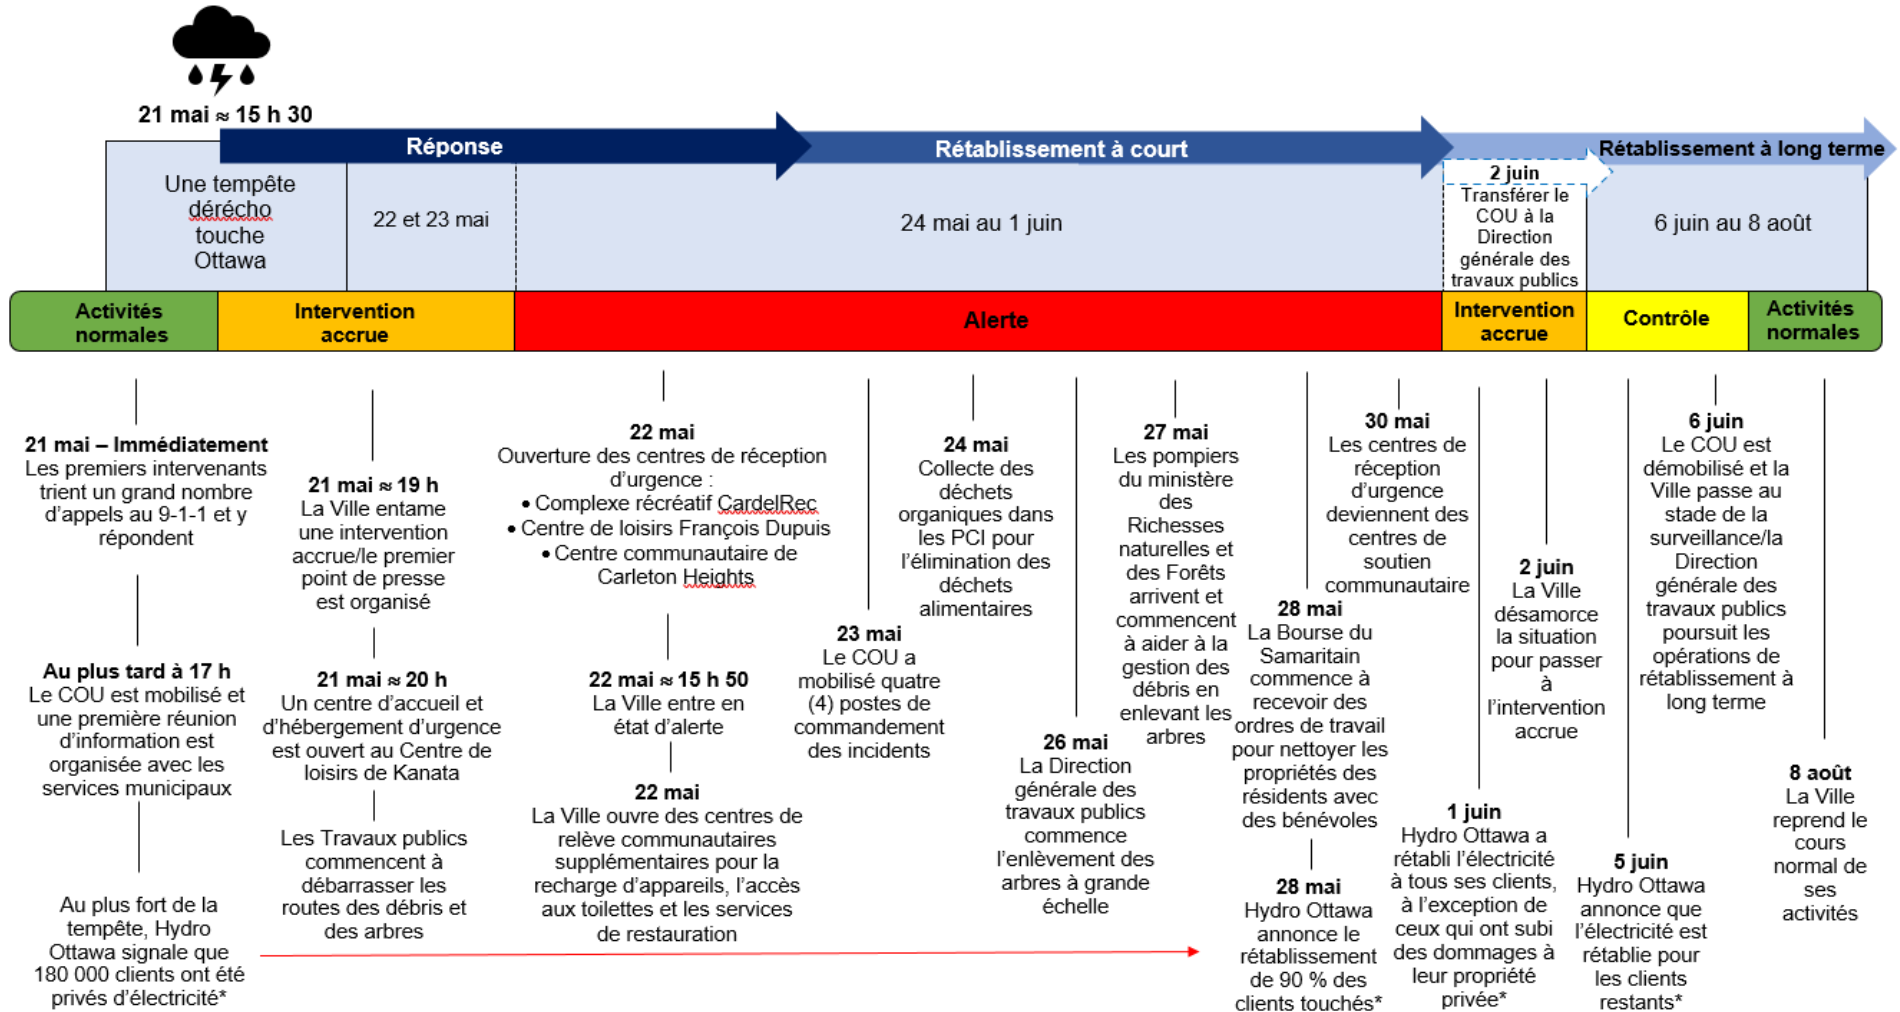 21 mai ≈ 15 h 30
Réponse
Rétablissement à court
Rétablissement à long terme
Une tempête
dérécho
touche
Ottawa
22 et 23 mai
24 mai au 1 juin
2 juin
Transférer le
COU à la
Direction
générale des
travaux publics
6 juin au 8 août
Activités
normales
Intervention
accrue
Alerte
Intervention
accrue
Contrôle
Activités
normales
21 mai – Immédiatement
Les premiers intervenants
trient un grand nombre
d’appels au 9-1-1 et y
répondent
Au plus tard à 17 h
Le COU est mobilisé et
une première réunion
d’information est
organisée avec les
services municipaux
Au plus fort de la
tempête, Hydro
Ottawa signale que
180 000 clients ont été
privés d’électricité*
21 mai ≈ 19 h
La Ville entame
une intervention
accrue/le premier
point de presse
est organisé
21 mai ≈ 20 h
Un centre d’accueil et
d’hébergement d’urgence
est ouvert au Centre de
loisirs de Kanata
Les Travaux publics
commencent à
débarrasser les
routes des débris et
des arbres
22 mai
Ouverture des centres de réception
d’urgence :
• Complexe récréatif CardelRec
• Centre de loisirs François Dupuis
• Centre communautaire de
Carleton Heights
22 mai ≈ 15 h 50
La Ville entre en
état d’alerte
22 mai
La Ville ouvre des centres de
relève communautaires
supplémentaires pour la
recharge d’appareils, l’accès
aux toilettes et les services
de restauration
23 mai
Le COU a
mobilisé quatre
(4) postes de
commandement
des incidents
24 mai
Collecte des
déchets
organiques dans
les PCI pour
l’élimination des
déchets
alimentaires
26 mai
La Direction
générale des
travaux publics
commence
l’enlèvement des
arbres à grande
échelle
27 mai
Les pompiers
du ministère
des
Richesses
naturelles et
des Forêts
arrivent et
commencent
à aider à la
gestion des
débris en
enlevant les
arbres
28 mai
La Bourse du
Samaritain
commence à
recevoir des
ordres de travail
pour nettoyer les
propriétés des
résidents avec
des bénévoles
28 mai
Hydro Ottawa
annonce le
rétablissement
de 90 % des
clients touchés*
30 mai
Les centres de
réception
d’urgence
deviennent des
centres de
soutien
communautaire
1 juin
Hydro Ottawa a
rétabli l’électricité
à tous ses clients,
à l’exception de
ceux qui ont subi
des dommages à
leur propriété
privée*
2 juin
La Ville
désamorce
la situation
pour passer
à
l’intervention
accrue
5 juin
Hydro Ottawa
annonce que
l’électricité est
rétablie pour
les clients
restants*
6 juin
Le COU est
démobilisé et la
Ville passe au
stade de la
surveillance/la
Direction
générale des
travaux publics
poursuit les
opérations de
rétablissement à
long terme
8 août
La Ville
reprend le
cours
normal de
ses
activités